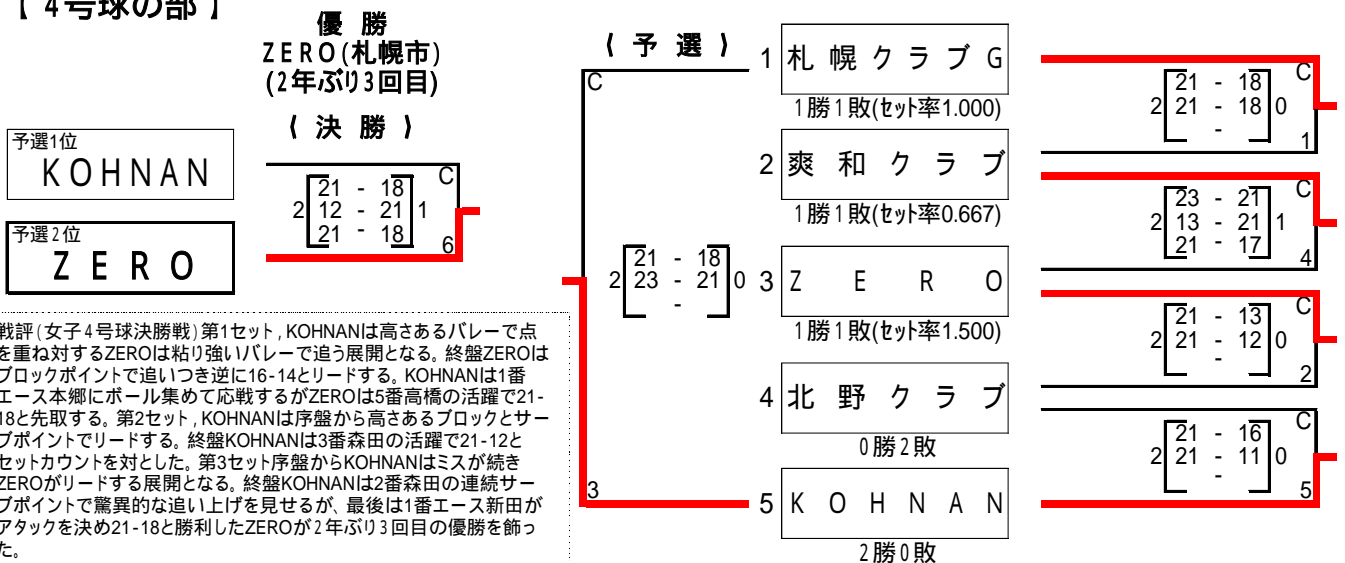 【 4号球の部 】
優 勝
ZERO(札幌市)
(2年ぶり3回目)
( 決 勝 )
予選1位
KOHNAN
予選2位
ZERO
C
21 - 18
2 12 - 21 1
21 - 18
6
戦評(女子4号球決勝戦)第1セット,KOHNANは高さあるバレーで点
を重ね対するZEROは粘り強いバレーで追う展開となる。終盤ZEROは
ブロックポイントで追いつき逆に16-14とリードする。KOHNANは1番
エース本郷にボール集めて応戦するがZEROは5番高橋の活躍で21-
18と先取する。第2セット,KOHNANは序盤から高さあるブロックとサー
ブポイントでリードする。終盤KOHNANは3番森田の活躍で21-12と
セットカウントを対とした。第3セット序盤からKOHNANはミスが続き
ZEROがリードする展開となる。終盤KOHNANは2番森田の連続サー
ブポイントで驚異的な追い上げを見せるが、最後は1番エース新田が
アタックを決め21-18と勝利したZEROが2年ぶり3回目の優勝を飾っ
た。
( 予 選 )
C
21 - 18
2 23 - 21 0
-
3
1 札幌クラブG
1勝1敗(セット率1.000)
2 爽和クラブ
1勝1敗(セット率0.667)
3 ZERO
1勝1敗(セット率1.500)
4 北野クラブ
0勝2敗
5 KOHNAN
2勝0敗
C
21 - 18
2 21 - 18 0
-
1
C
23 - 21
2 13 - 21 1
21 - 17
4
C
21 - 13
2 21 - 12 0
-
2
C
21 - 16
2 21 - 11 0
-
5